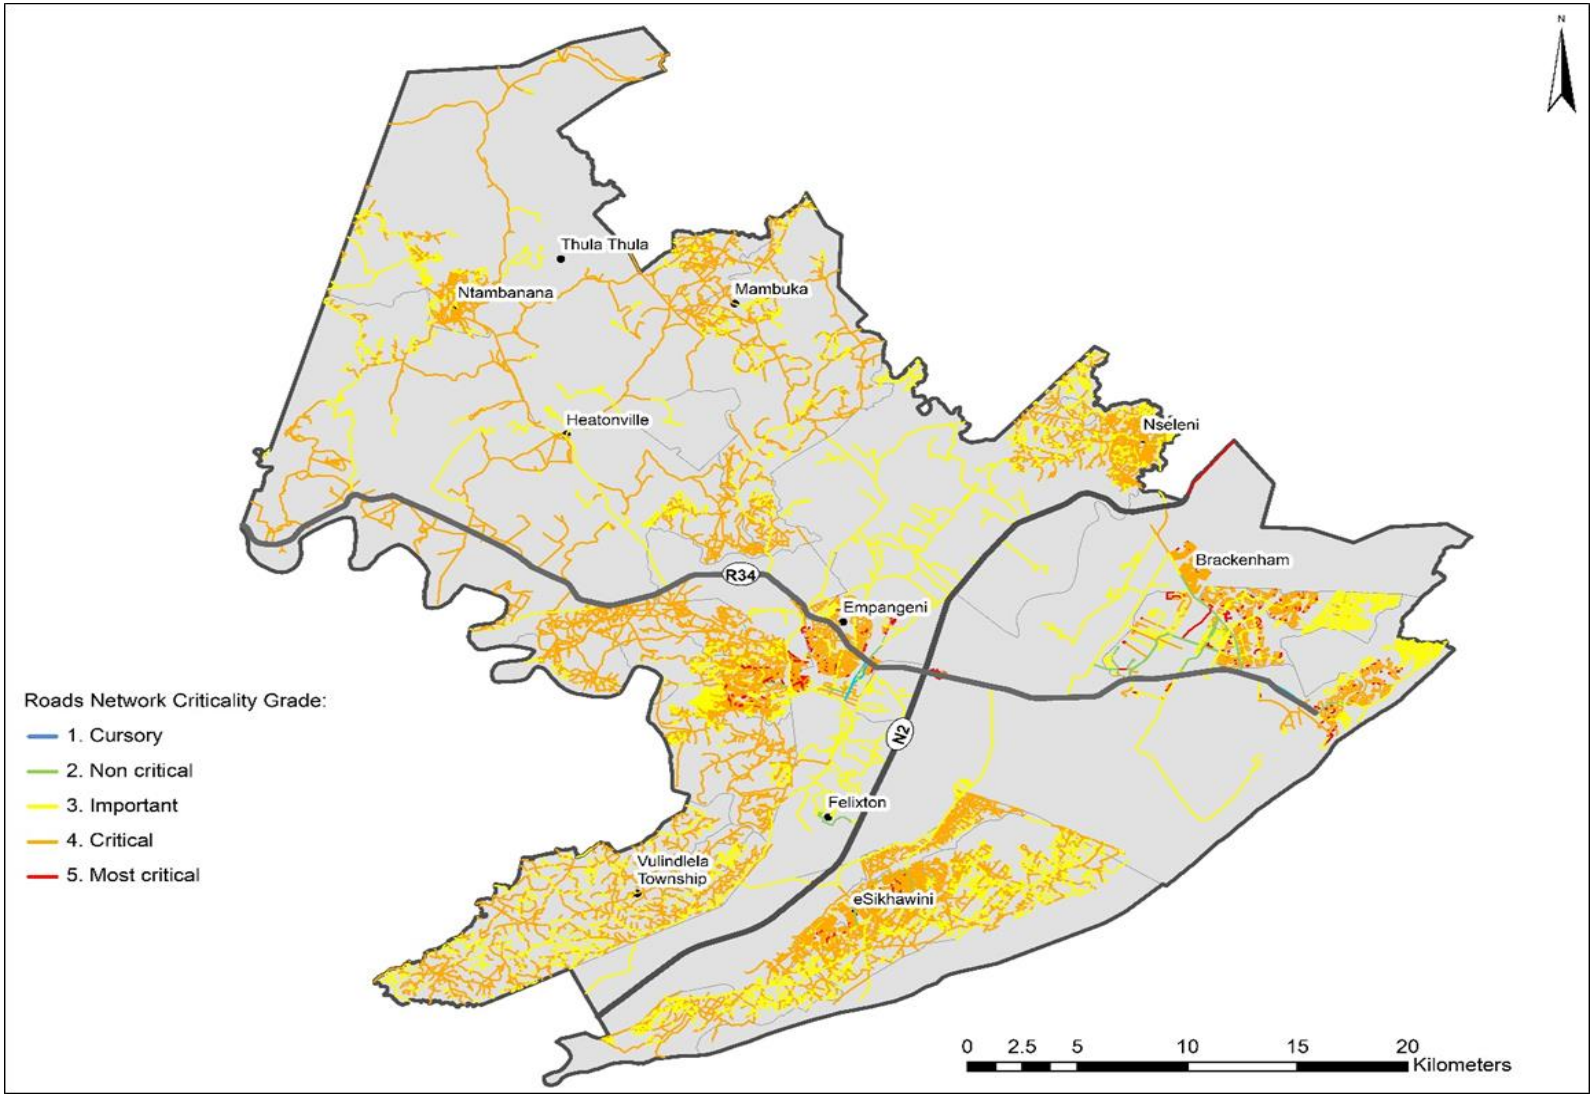 N
Thula Thula
Ntambanana
Mambuka
Heatonville
Nseleni
Brackenham
R34
Empangeni
Roads Network Criticality Grade:
1. Cursory
2. Non critical
3. Important
4. Critical
5. Most critical
N2
Felixton
Vulindlela
Township
eSikhawini
0 2.5 5 10 15 20
Kilometers